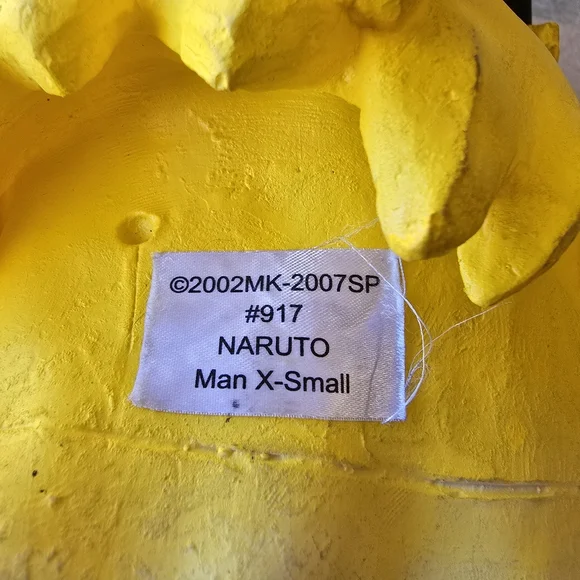 ©2002MK-2007SP
#917
NARUTO
Man X-Small